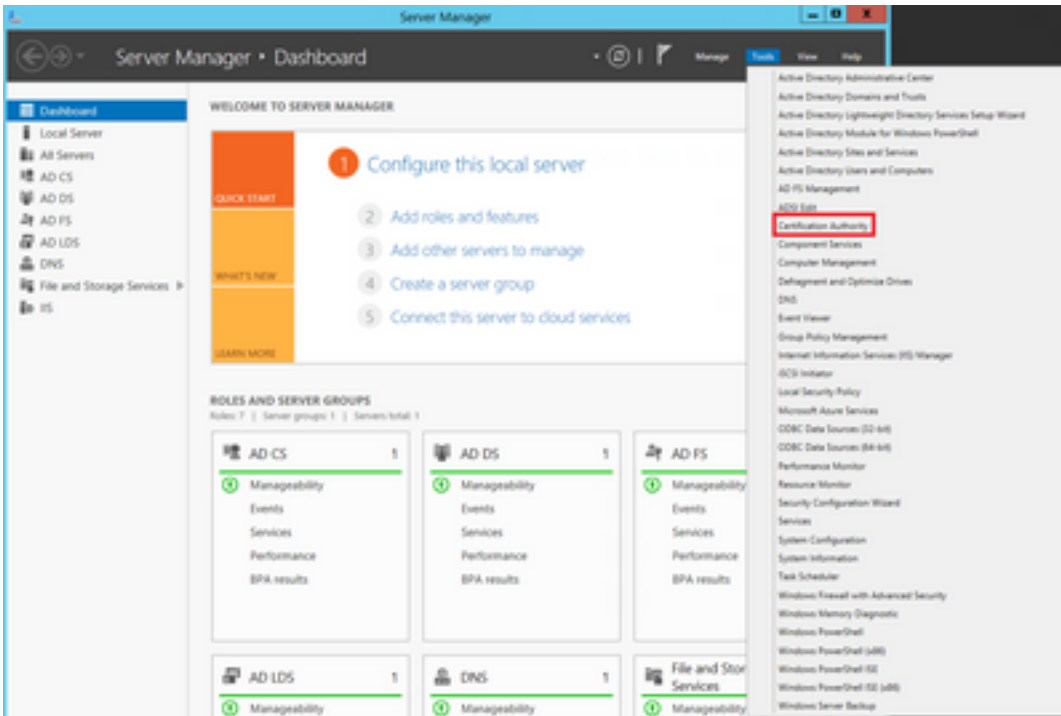 Server Manager
Server Manager • Dashboard
Manage Tools View Help
Dashboard
Local Server
All Servers
AD CS
AD DS
AD FS
AD LDS
DNS
File and Storage Services
IIS
WELCOME TO SERVER MANAGER
QUICK START
WHAT'S NEW
LEARN MORE
1 Configure this local server
2 Add roles and features
3 Add other servers to manage
4 Create a server group
5 Connect this server to cloud services
ROLES AND SERVER GROUPS
Roles: 7 | Server groups: 1 | Servers total: 1
AD CS 1
Manageability
Events
Services
Performance
BPA results
AD DS 1
Manageability
Events
Services
Performance
BPA results
AD FS
Manageability
Events
Services
Performance
BPA results
AD LDS 1
Manageability
DNS 1
Manageability
File and Stor
Services
Manageability
Active Directory Administrative Center
Active Directory Domains and Trusts
Active Directory Lightweight Directory Services Setup Wizard
Active Directory Module for Windows PowerShell
Active Directory Sites and Services
Active Directory Users and Computers
AD FS Management
ADSI Edit
Certification Authority
Component Services
Computer Management
Defragment and Optimize Drives
DNS
Event Viewer
Group Policy Management
Internet Information Services (IIS) Manager
iSCSI Initiator
Local Security Policy
Microsoft Azure Services
ODBC Data Sources (32-bit)
ODBC Data Sources (64-bit)
Performance Monitor
Resource Monitor
Security Configuration Wizard
Services
System Configuration
System Information
Task Scheduler
Windows Firewall with Advanced Security
Windows Memory Diagnostic
Windows PowerShell
Windows PowerShell (x86)
Windows PowerShell ISE
Windows PowerShell ISE (x86)
Windows Server Backup